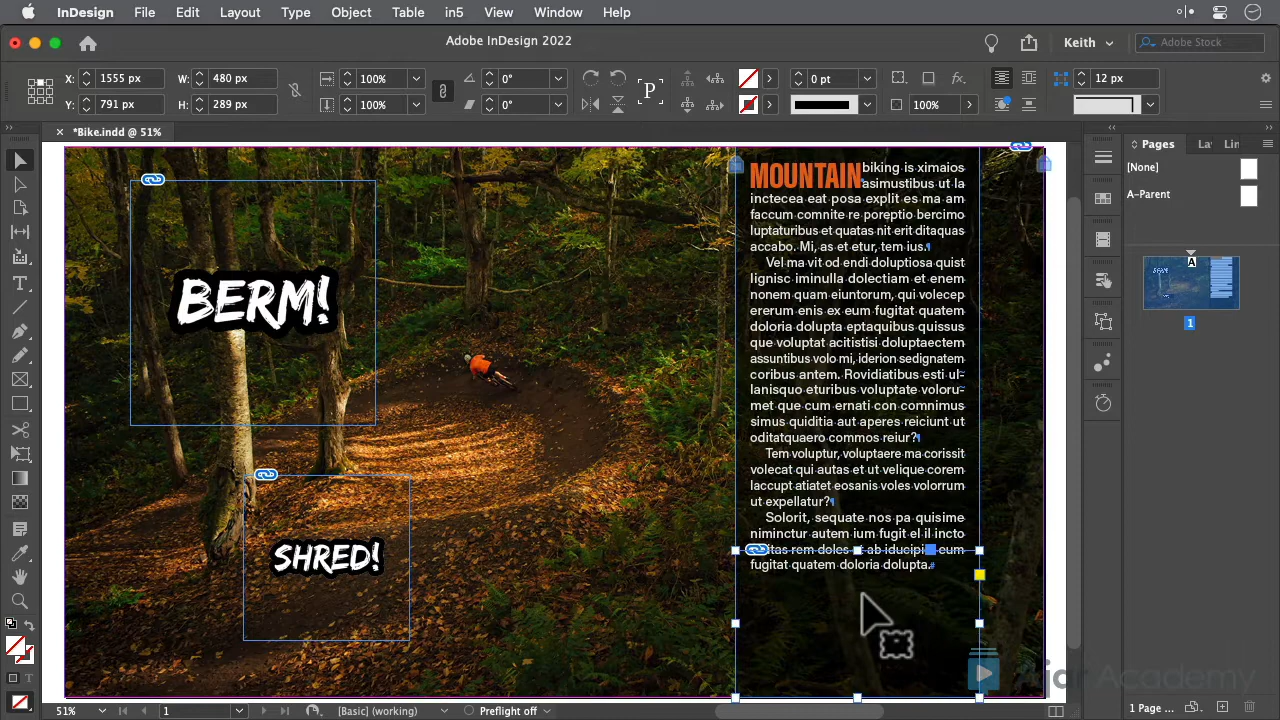 InDesign File Edit Layout Type Object Table in5 View Window Help
Adobe InDesign 2022
Keith
Adobe Stock
X: 1555 px W: 480 px 100% 0° 0 pt 12 px
Y: 791 px H: 289 px 100% 0° 100%
P
fx.
*Bike.indd @ 51%
Pages
[None]
A-Parent
A
1
BERM!
SHRED!
MOUNTAIN biking is ximaios
asimustibus ut la
inctecea eat posa explit es ma am
faccum comnite re poreptio bercimo
luptaturibus et quatas nit erit ditaquas
accabo. Mi, as et etur, tem ius.
Vel ma vit od endi doluptiosa quist
lignisc iminulla dolectiam et enem
nonem quam eiuntorum, qui volecep
ererum enis ex eum fugitat quatem
doloria dolupta eptaquibus quissus
que voluptat acitistisi doluptaectem
assuntibus volo mi, iderion sedignatem
coribus antem. Rovidiatibus esti ul-
lanisquo eturibus voluptate voloru-
met que cum ernati con comnimus
simus quiditia aut aperes reiciunt ut
oditatquaero commos reiur?
Tem voluptur, voluptaere ma corissit
volecat qui autas et ut velique corem
laccupt atiatet eosanis voles volorrum
ut expellatur?
Solorit, sequate nos pa quisime
niminctur autem ium fugit el il incto
rem doles ab iducipi eum
fugitat quatem doloria dolupta.
Ajar Academy
51% 1 [Basic] (working) Preflight off 1 Page ...